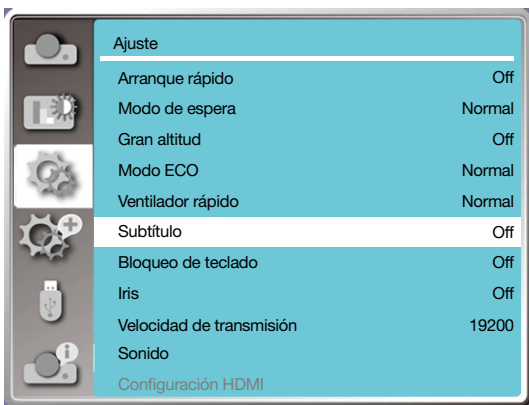 Ajuste
Arranque rápido Off
Modo de espera Normal
Gran altitud Off
Modo ECO Normal
Ventilador rápido Normal
Subtítulo Off
Bloqueo de teclado Off
Iris Off
Velocidad de transmisión 19200
Sonido
Configuración HDMI